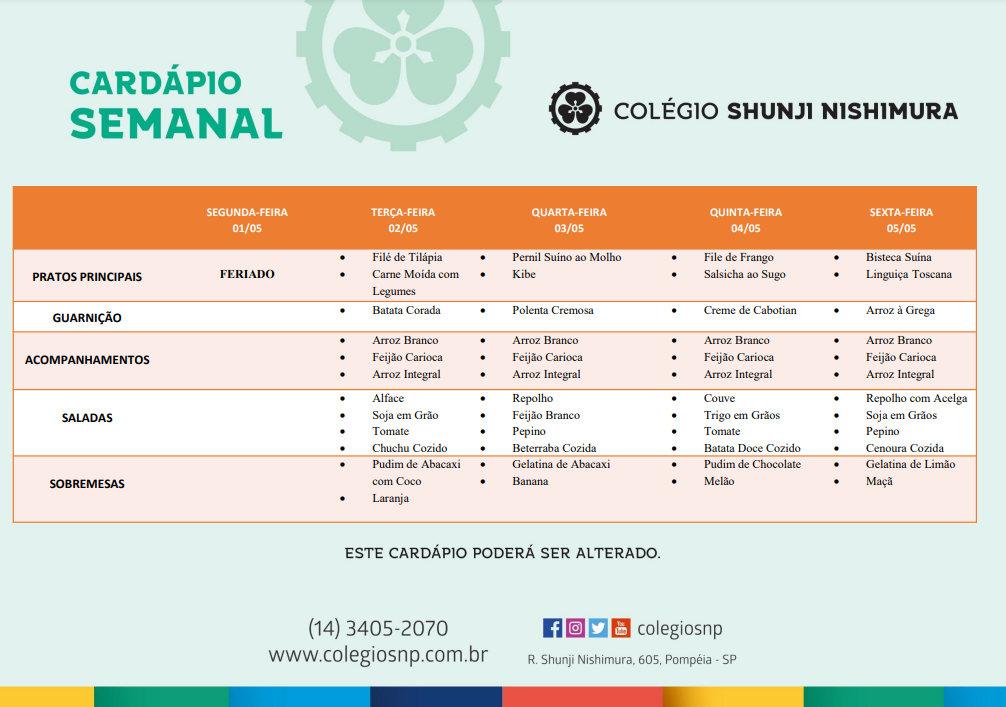 CARDÁPIO
SEMANAL
COLÉGIO SHUNJI NISHIMURA
SEGUNDA-FEIRA TERÇA-FEIRA QUARTA-FEIRA QUINTA-FEIRA SEXTA-FEIRA
01/05 02/05 03/05 04/05 05/05
PRATOS PRINCIPAIS
FERIADO
• Filé de Tilápia
• Carne Moída com
Legumes
• Pernil Suíno ao Molho
• Kibe
• File de Frango
• Salsicha ao Sugo
• Bisteca Suína
• Linguiça Toscana
GUARNIÇÃO
• Batata Corada
• Polenta Cremosa
• Creme de Cabotian
• Arroz à Grega
ACOMPANHAMENTOS
• Arroz Branco
• Feijão Carioca
• Arroz Integral
• Arroz Branco
• Feijão Carioca
• Arroz Integral
• Arroz Branco
• Feijão Carioca
• Arroz Integral
• Arroz Branco
• Feijão Carioca
• Arroz Integral
SALADAS
• Alface
• Soja em Grão
• Tomate
• Chuchu Cozido
• Repolho
• Feijão Branco
• Pepino
• Beterraba Cozida
• Couve
• Trigo em Grãos
• Tomate
• Batata Doce Cozido
• Repolho com Acelga
• Soja em Grãos
• Pepino
• Cenoura Cozida
SOBREMESAS
• Pudim de Abacaxi
com Coco
• Laranja
• Gelatina de Abacaxi
• Banana
• Pudim de Chocolate
• Melão
• Gelatina de Limão
• Maçã
ESTE CARDÁPIO PODERÁ SER ALTERADO.
(14) 3405-2070
www.colegiosnp.com.br
You Tube colegiosnp
R. Shunji Nishimura, 605, Pompéia - SP